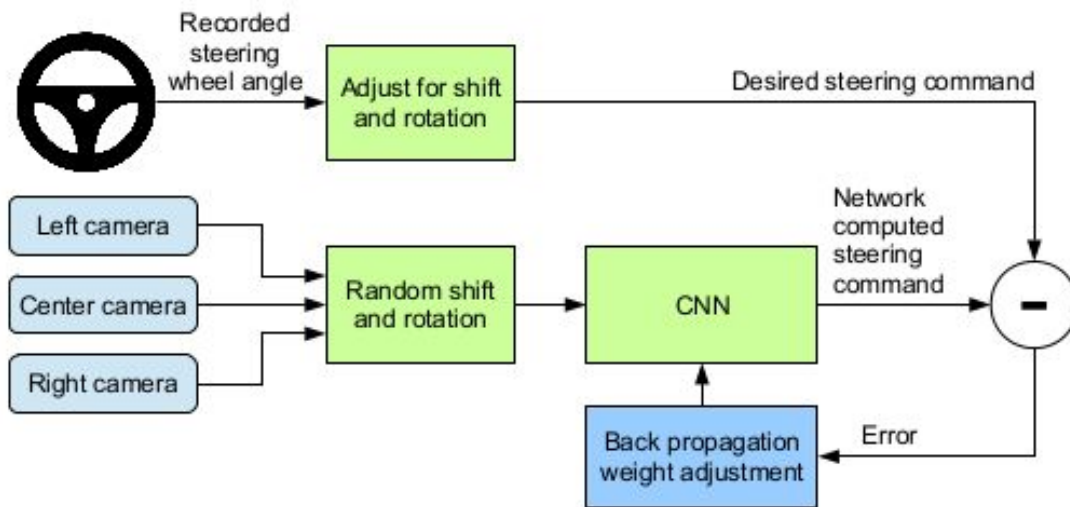 Recorded
steering
wheel angle
Adjust for shift
and rotation
Desired steering command
Left camera
Center camera
Right camera
Random shift
and rotation
CNN
Network
computed
steering
command
-
Back propagation
weight adjustment
Error